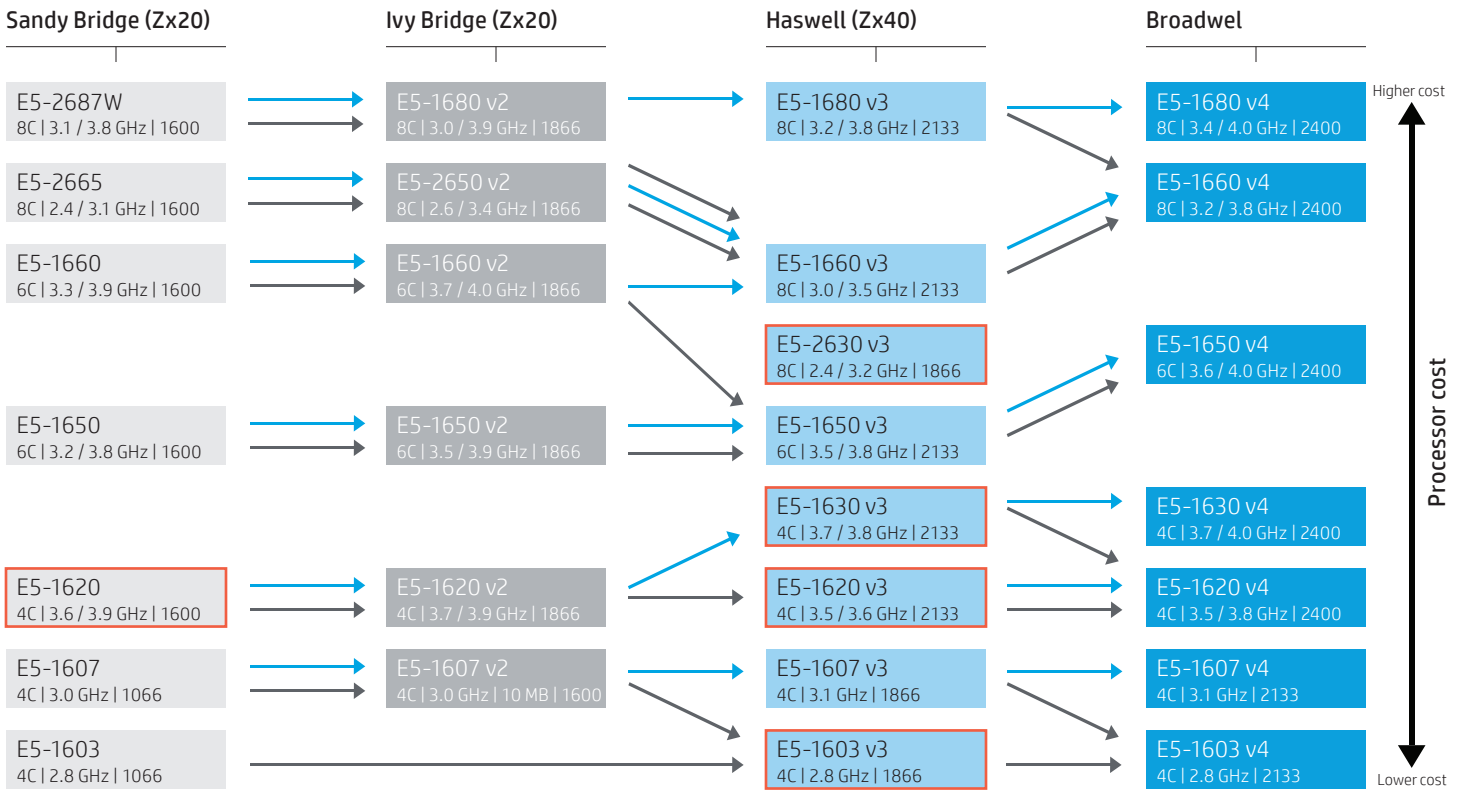 Sandy Bridge (Zx20)
Ivy Bridge (Zx20)
Haswell (Zx40)
Broadwel
E5-2687W
8C | 3.1 / 3.8 GHz | 1600
E5-1680 v2
8C | 3.0 / 3.9 GHz | 1866
E5-1680 v3
8C | 3.2 / 3.8 GHz | 2133
E5-1680 v4
8C | 3.4 / 4.0 GHz | 2400
Higher cost
E5-2665
8C | 2.4 / 3.1 GHz | 1600
E5-2650 v2
8C | 2.6 / 3.4 GHz | 1866
E5-1660 v4
8C | 3.2 / 3.8 GHz | 2400
E5-1660
6C | 3.3 / 3.9 GHz | 1600
E5-1660 v2
6C | 3.7 / 4.0 GHz | 1866
E5-1660 v3
8C | 3.0 / 3.5 GHz | 2133
E5-2630 v3
8C | 2.4 / 3.2 GHz | 1866
E5-1650 v4
6C | 3.6 / 4.0 GHz | 2400
E5-1650
6C | 3.2 / 3.8 GHz | 1600
E5-1650 v2
6C | 3.5 / 3.9 GHz | 1866
E5-1650 v3
6C | 3.5 / 3.8 GHz | 2133
Processor cost
E5-1630 v3
4C | 3.7 / 3.8 GHz | 2133
E5-1630 v4
4C | 3.7 / 4.0 GHz | 2400
E5-1620
4C | 3.6 / 3.9 GHz | 1600
E5-1620 v2
4C | 3.7 / 3.9 GHz | 1866
E5-1620 v3
4C | 3.5 / 3.6 GHz | 2133
E5-1620 v4
4C | 3.5 / 3.8 GHz | 2400
E5-1607
4C | 3.0 GHz | 1066
E5-1607 v2
4C | 3.0 GHz | 10 MB | 1600
E5-1607 v3
4C | 3.1 GHz | 1866
E5-1607 v4
4C | 3.1 GHz | 2133
E5-1603
4C | 2.8 GHz | 1066
E5-1603 v3
4C | 2.8 GHz | 1866
E5-1603 v4
4C | 2.8 GHz | 2133
Lower cost